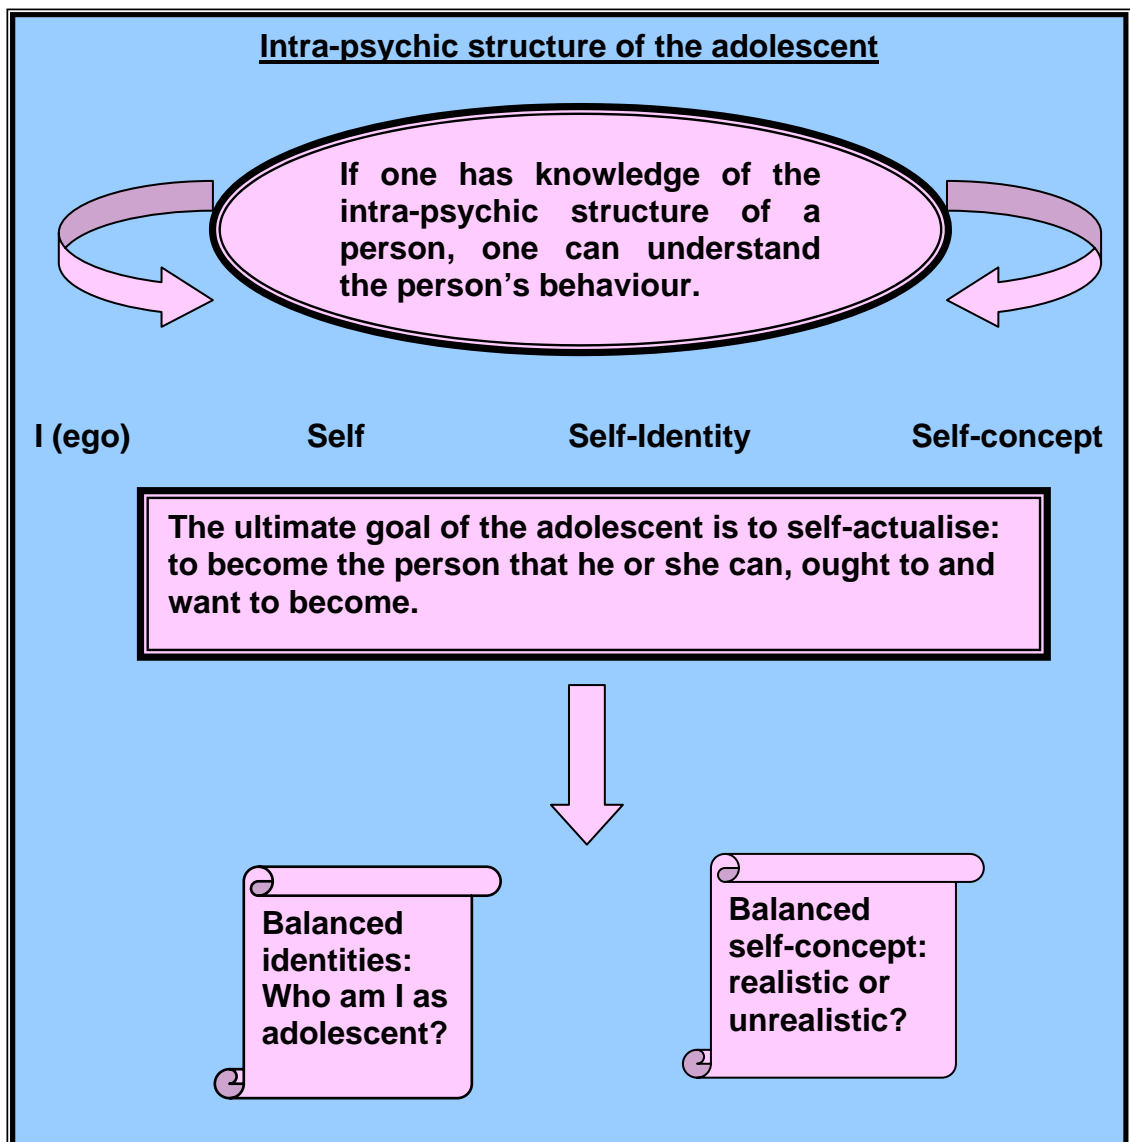 Intra-psychic structure of the adolescent
If one has knowledge of the
intra-psychic structure of a
person, one can understand
the person's behaviour.
I (ego) Self Self-Identity Self-concept
The ultimate goal of the adolescent is to self-actualise:
to become the person that he or she can, ought to and
want to become.
Balanced
identities:
Who am I as
adolescent?
Balanced
self-concept:
realistic or
unrealistic?